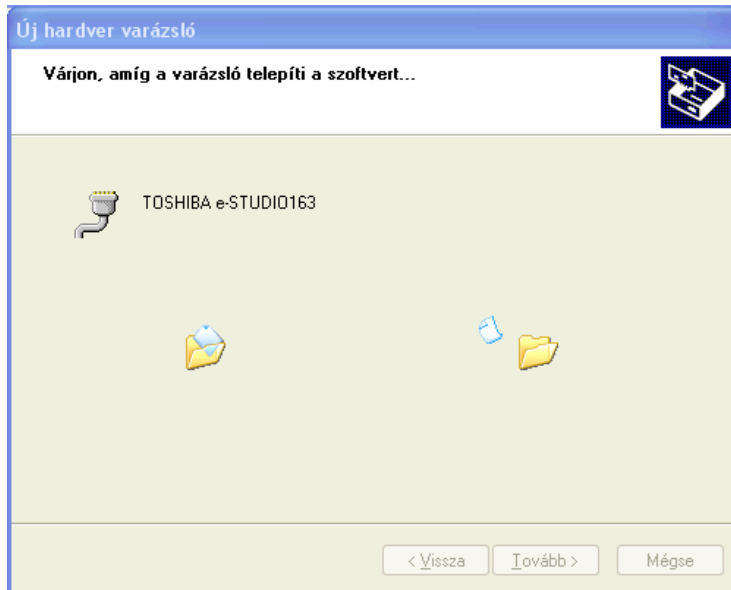 Új hardver varázsló
Várjon, amíg a varázsló telepíti a szoftvert...
TOSHIBA e-STUDIO163
< Vissza
Tovább >
Mégse